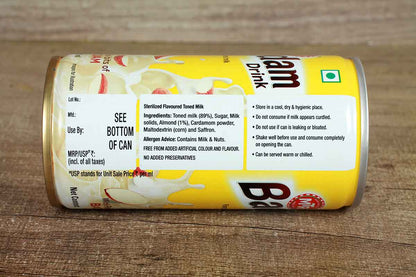 dam
Drink
Lot No.:
Mfd.:
Use By:
SEE
BOTTOM
OF CAN
MRP/USP* ₹:
(incl. of all taxes)
*USP stands for Unit Sale Price ₹ per ml
Sterilized Flavoured Toned Milk
Ingredients: Toned milk (89%), Sugar, Milk
solids, Almond (1%), Cardamom powder,
Maltodextrin (corn) and Saffron.
Allergen Advice: Contains Milk & Nuts.
FREE FROM ADDED ARTIFICIAL COLOUR AND FLAVOUR.
NO ADDED PRESERVATIVES
• Store in a cool, dry & hygienic place.
• Do not consume if milk appears curdled.
• Do not use if can is leaking or bloated.
• Shake well before use and consume completely
on opening the can.
• Can be served warm or chilled.
Ba
Net Conten